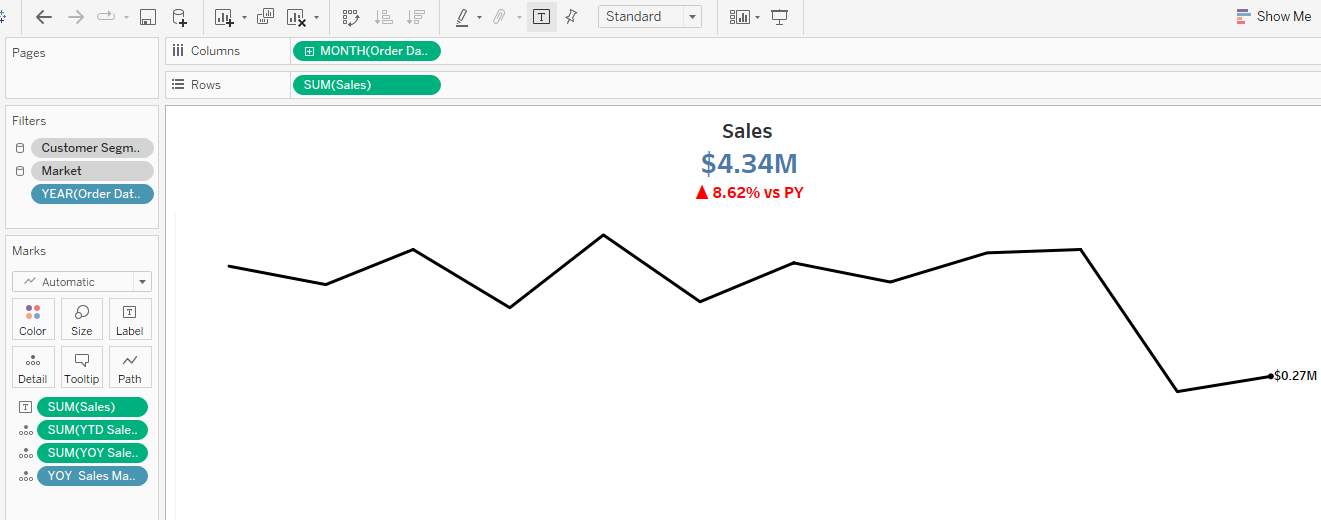 Standard
Show Me
Pages
Columns
MONTH(Order Da..
Rows
SUM(Sales)
Filters
Customer Segm..
Market
YEAR(Order Dat..
Marks
Automatic
Color
Size
Label
Detail
Tooltip
Path
SUM(Sales)
SUM(YTD Sale..
SUM(YOY Sale..
YOY  Sales Ma..
Sales
$4.34M
▲ 8.62% vs PY
$0.27M